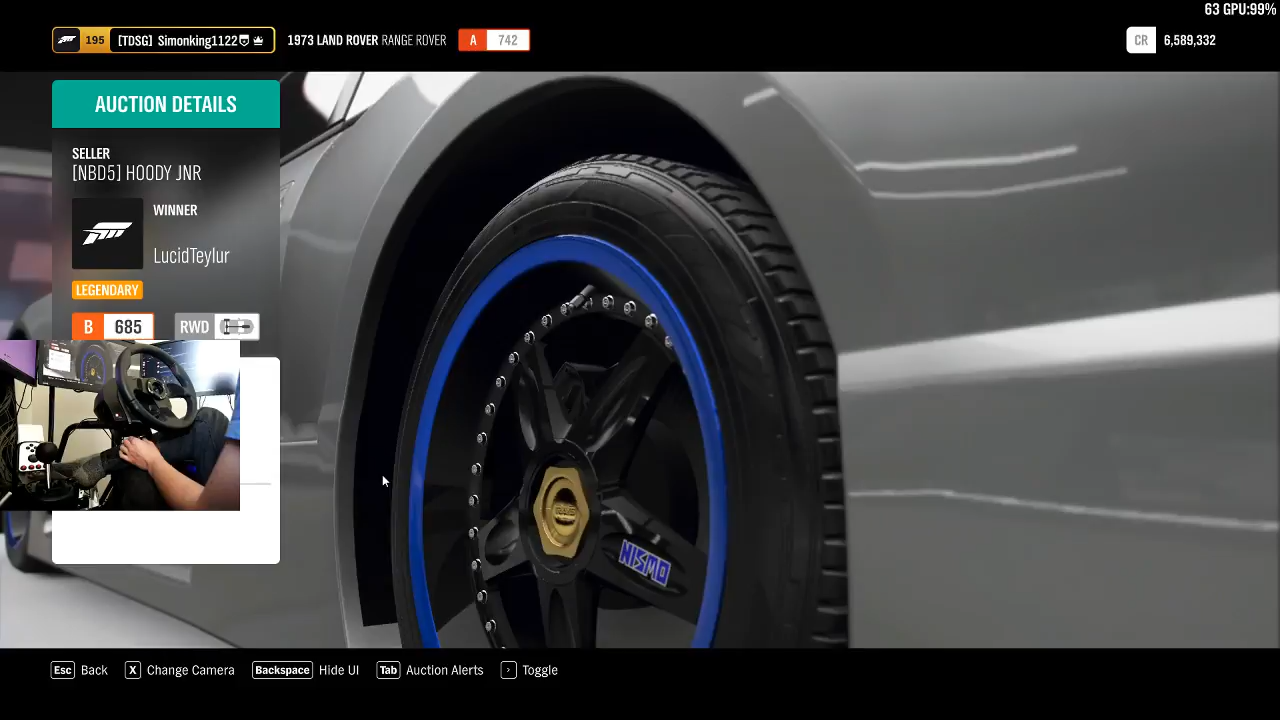 63 GPU:99%
195 [TDSG] Simonking1122 1973 LAND ROVER RANGE ROVER A 742 CR 6,589,332
AUCTION DETAILS
SELLER
[NBD5] HOODY JNR
WINNER
LucidTeylur
LEGENDARY
B 685 RWD
NISMO
Esc Back X Change Camera Backspace Hide UI Tab Auction Alerts > Toggle